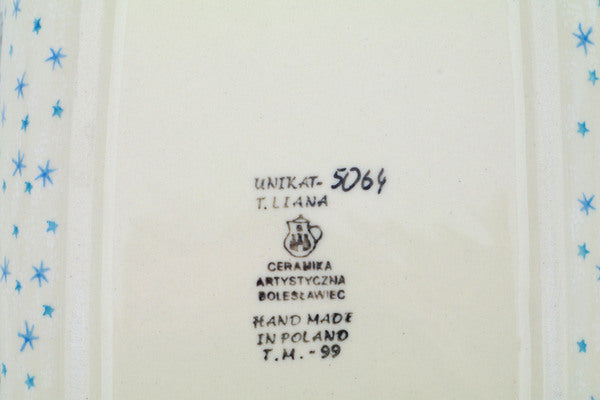 UNIKAT- 5064
T. LIANA
CERAMIKA
ARTYSTYCZNA
BOLESŁAWIEC
HAND MADE
IN POLAND
T.M. - 99